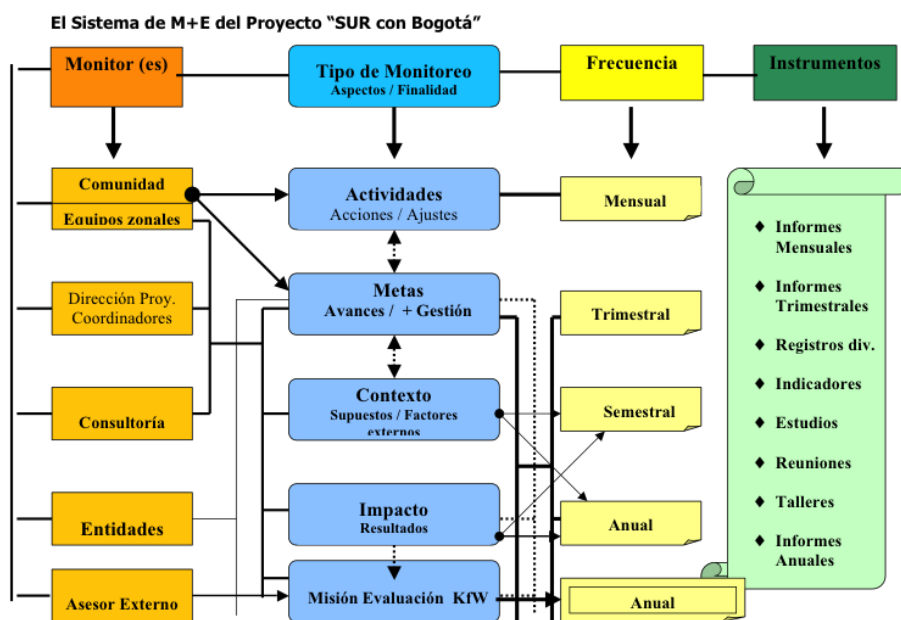 El Sistema de M+E del Proyecto “SUR con Bogotá”
Monitor (es)
Tipo de Monitoreo
Aspectos / Finalidad
Frecuencia
Instrumentos
Comunidad
Equipos zonales
Actividades
Acciones / Ajustes
Mensual
Dirección Proy.
Coordinadores
Metas
Avances / + Gestión
Trimestral
Consultoría
Contexto
Supuestos / Factores
externos
Semestral
Entidades
Impacto
Resultados
Anual
Asesor Externo
Misión Evaluación KfW
Anual
♦ Informes
Mensuales
♦ Informes
Trimestrales
♦ Registros div.
♦ Indicadores
♦ Estudios
♦ Reuniones
♦ Talleres
♦ Informes
Anuales